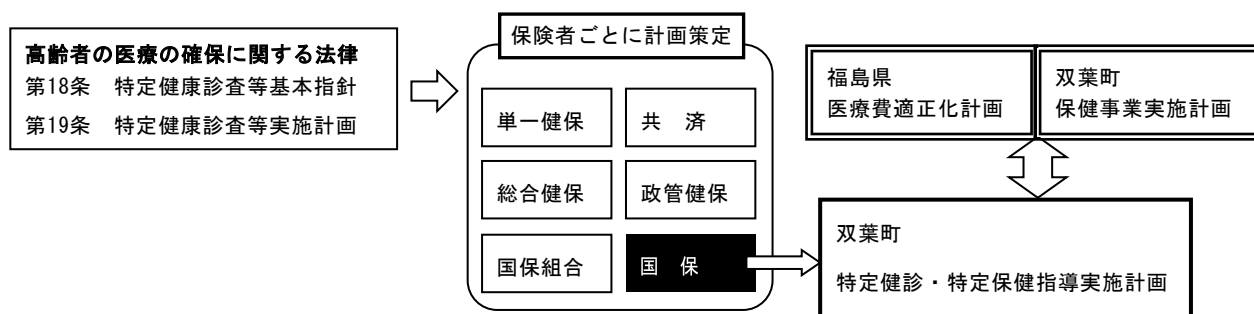 高齢者の医療の確保に関する法律
第18条　特定健康診査等基本指針
第19条　特定健康診査等実施計画
保険者ごとに計画策定
単一健保
共　済
総合健保
政管健保
国保組合
国　保
福島県
医療費適正化計画
双葉町
保健事業実施計画
双葉町
特定健診・特定保健指導実施計画